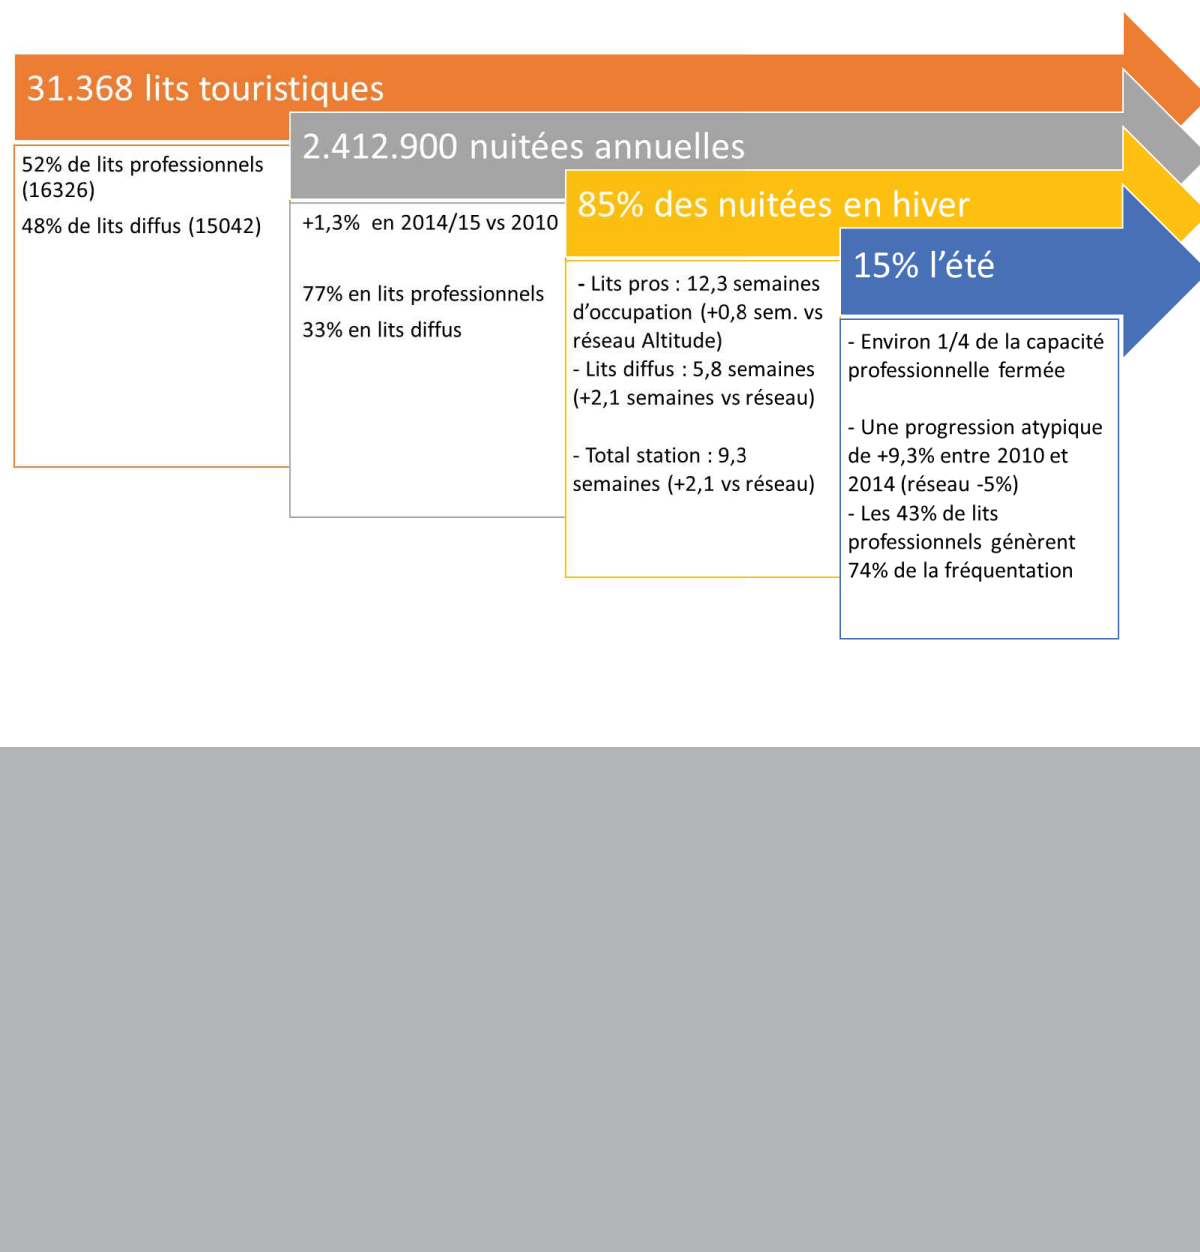 31.368 lits touristiques
52% de lits professionnels
(16326)
48% de lits diffus (15042)
2.412.900 nuitées annuelles
+1,3%  en 2014/15 vs 2010
77% en lits professionnels
33% en lits diffus
85% des nuitées en hiver
- Lits pros : 12,3 semaines
d’occupation (+0,8 sem. vs
réseau Altitude)
- Lits diffus : 5,8 semaines
(+2,1 semaines vs réseau)
- Total station : 9,3
semaines (+2,1 vs réseau)
15% l’été
- Environ 1/4 de la capacité
professionnelle fermée
- Une progression atypique
de +9,3% entre 2010 et
2014 (réseau -5%)
- Les 43% de lits
professionnels génèrent
74% de la fréquentation